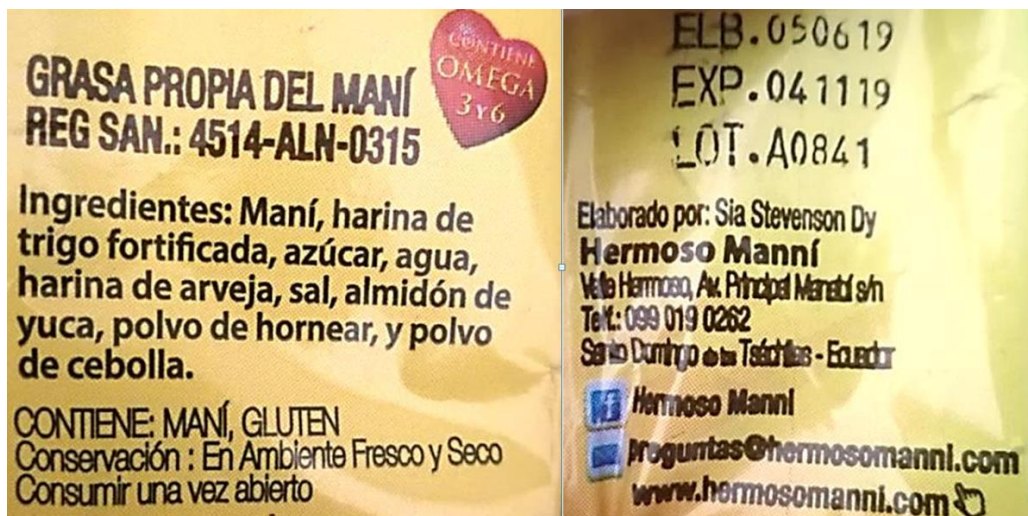 CONTIENE
OMEGA
3 Y 6
GRASA PROPIA DEL MANÍ
REG SAN.: 4514-ALN-0315
Ingredientes: Maní, harina de
trigo fortificada, azúcar, agua,
harina de arveja, sal, almidón de
yuca, polvo de hornear, y polvo
de cebolla.
CONTIENE: MANÍ, GLUTEN
Conservación : En Ambiente Fresco y Seco
Consumir una vez abierto
ELB.050619
EXP.041119
LOT.A0841
Elaborado por: Sia Stevenson Dy
Hermoso Manní
Valle Hermoso, Av. Principal Manabí s/n
Telf.: 099 019 0262
Santo Domingo de los Tsáchilas - Ecuador
Hermoso Manni
preguntas@hermosomanni.com
www.hermosomanni.com